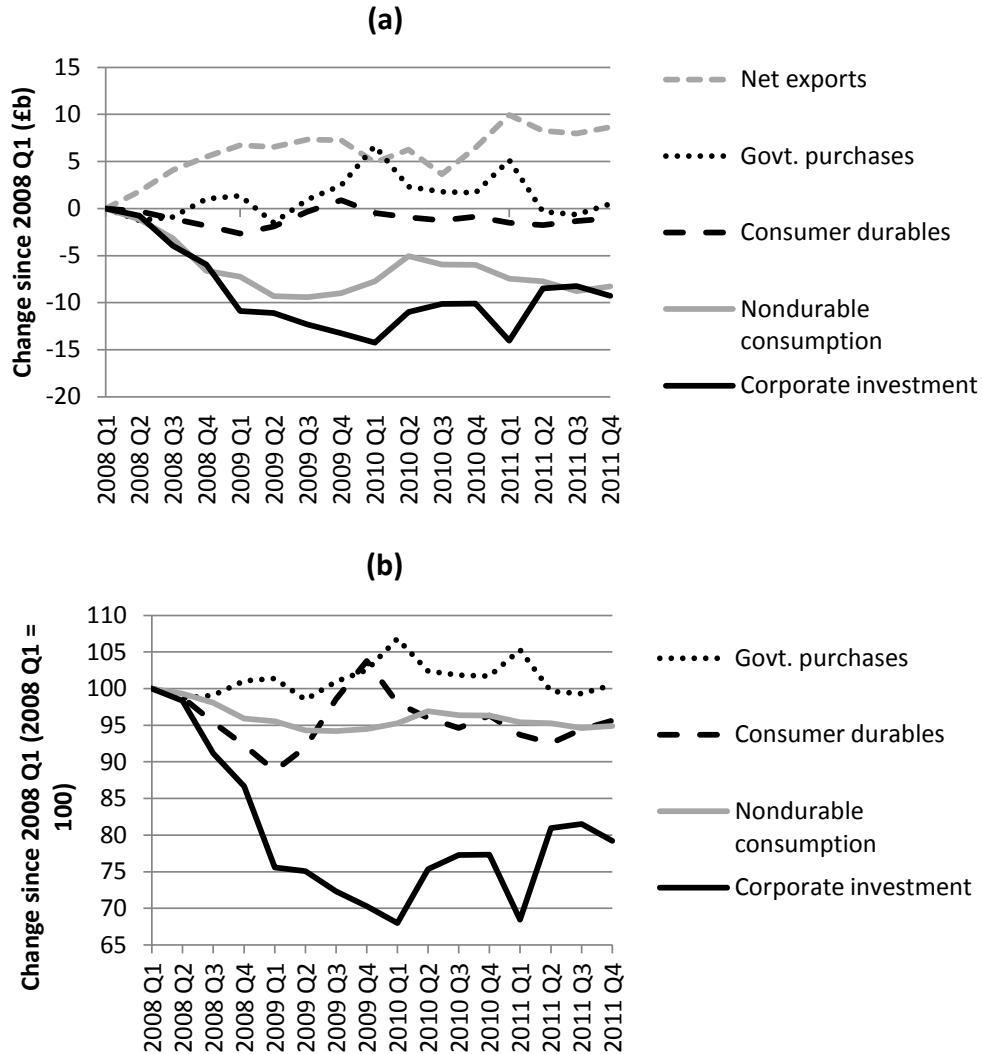 (a)
Change since 2008 Q1 (£b)
15
10
5
0
-5
-10
-15
-20
2008 Q1
2008 Q2
2008 Q3
2008 Q4
2009 Q1
2009 Q2
2009 Q3
2009 Q4
2010 Q1
2010 Q2
2010 Q3
2010 Q4
2011 Q1
2011 Q2
2011 Q3
2011 Q4
Net exports
Govt. purchases
Consumer durables
Nondurable
consumption
Corporate investment
(b)
Change since 2008 Q1 (2008 Q1 =
100)
110
105
100
95
90
85
80
75
70
65
2008 Q1
2008 Q2
2008 Q3
2008 Q4
2009 Q1
2009 Q2
2009 Q3
2009 Q4
2010 Q1
2010 Q2
2010 Q3
2010 Q4
2011 Q1
2011 Q2
2011 Q3
2011 Q4
Govt. purchases
Consumer durables
Nondurable
consumption
Corporate investment